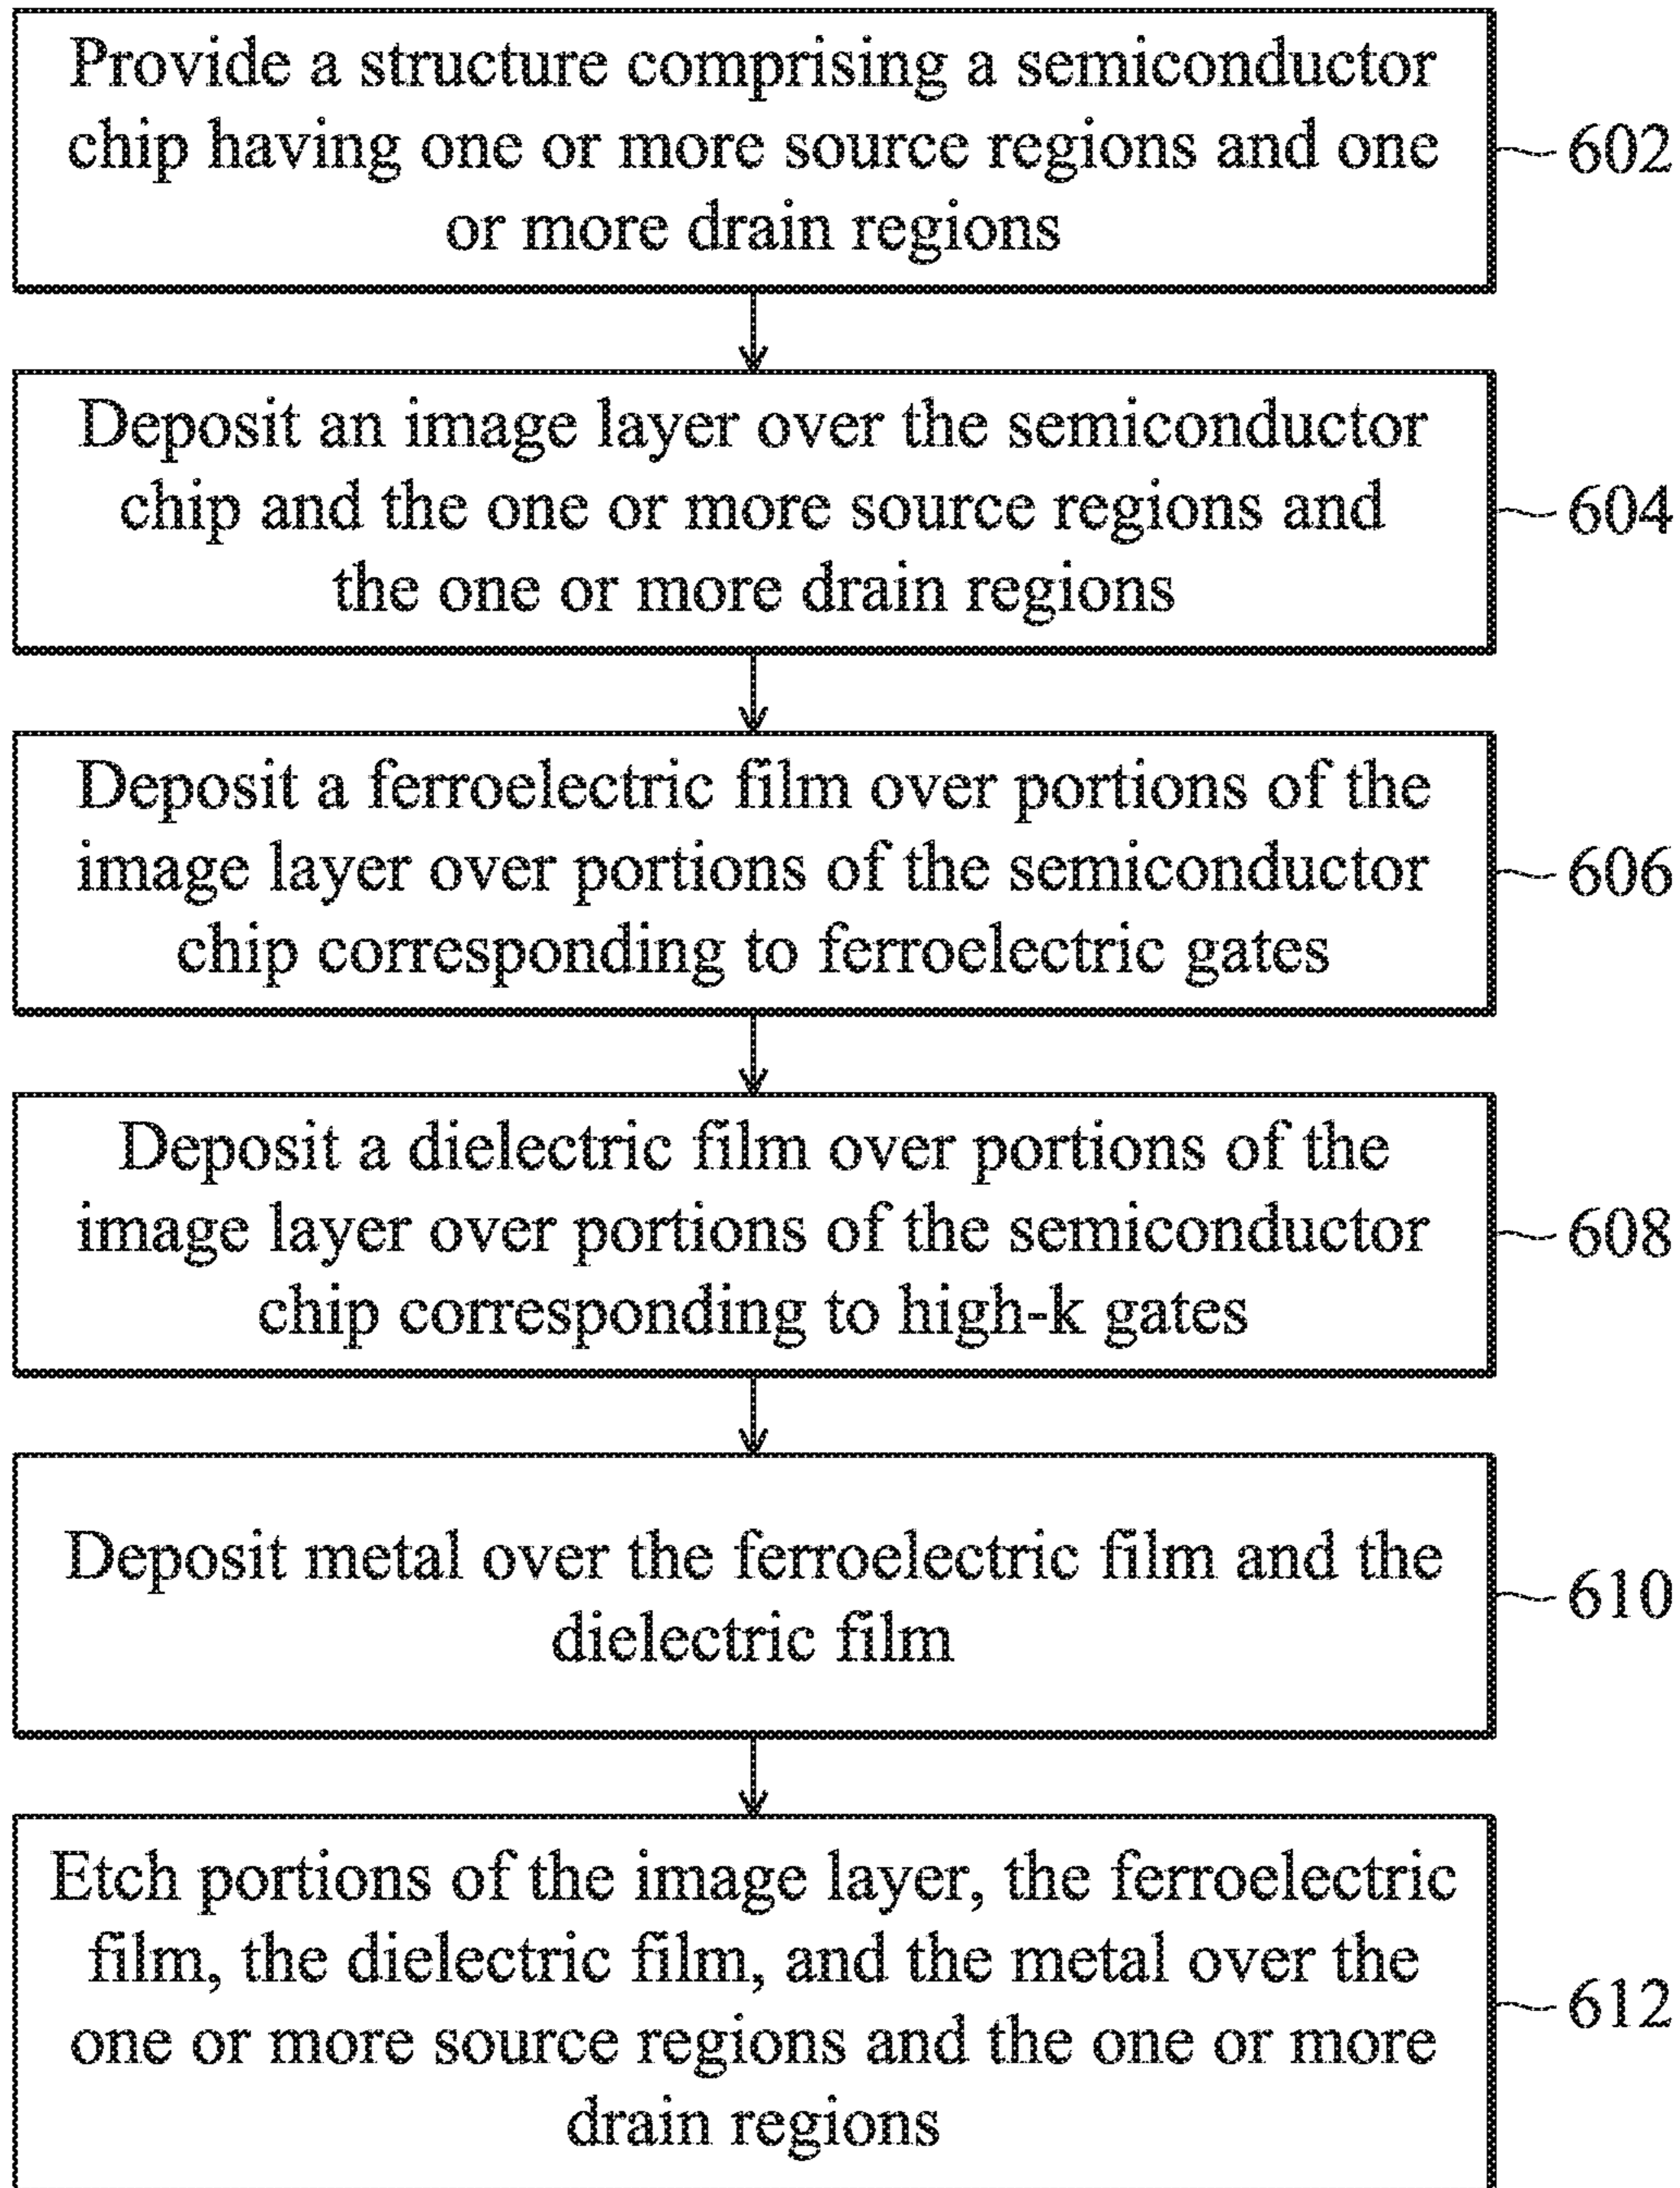 Provide a structure comprising a semiconductor
chip having one or more source regions and one
or more drain regions
602
Deposit an image layer over the semiconductor
chip and the one or more source regions and
the one or more drain regions
604
Deposit a ferroelectric film over portions of the
image layer over portions of the semiconductor
chip corresponding to ferroelectric gates
606
Deposit a dielectric film over portions of the
image layer over portions of the semiconductor
chip corresponding to high-k gates
608
Deposit metal over the ferroelectric film and the
dielectric film
610
Etch portions of the image layer, the ferroelectric
film, the dielectric film, and the metal over the
one or more source regions and the one or more
drain regions
612